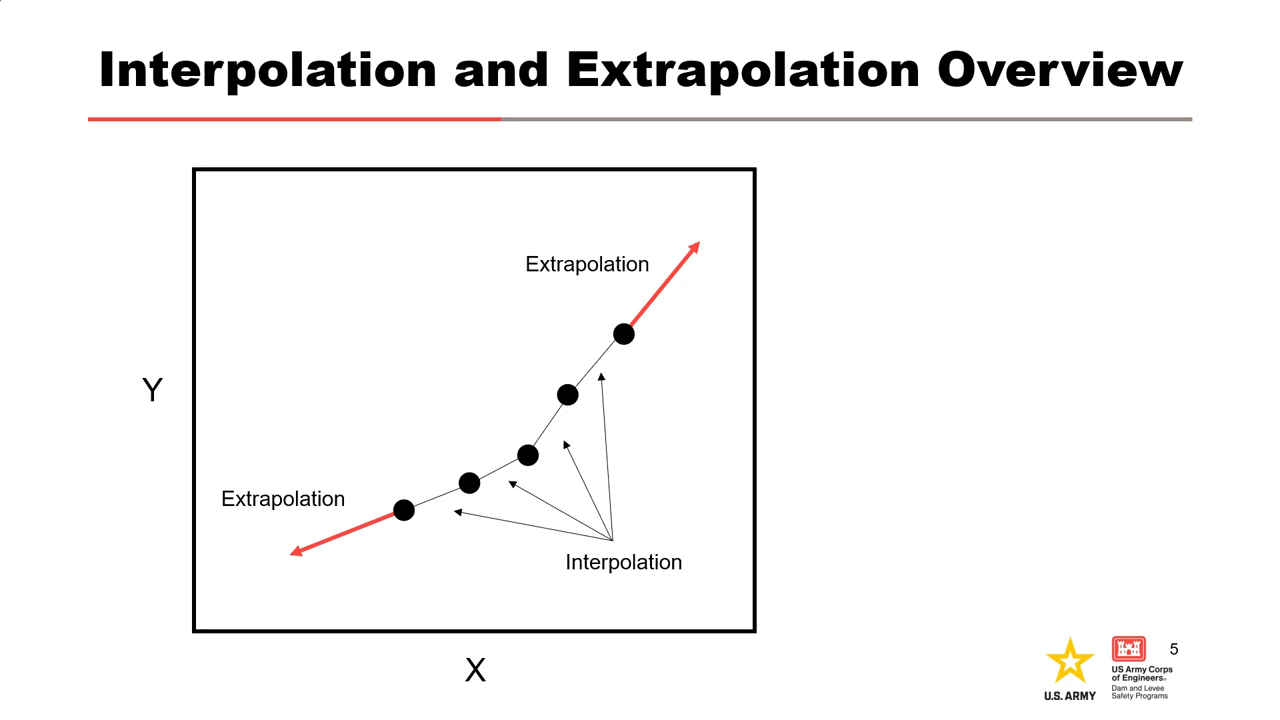 Interpolation and Extrapolation Overview
Extrapolation
Y
Extrapolation
Interpolation
X
U.S. ARMY
US Army Corps
of Engineers®
Dam and Levee
Safety Programs
5